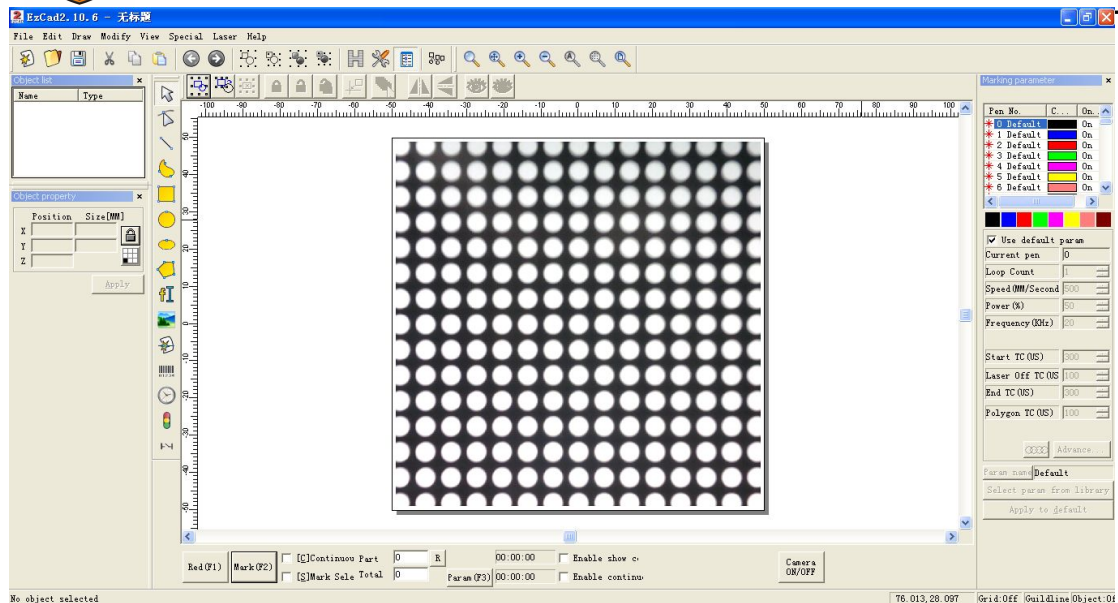 EzCad2.10.6 - 无标题
File Edit Draw Modify View Special Laser Help
Object list
Name Type
Object property
Position Size[MM]
X
Y
Z
Apply
-100 -90 -80 -70 -60 -50 -40 -30 -20 -10 0 10 20 30 40 50 60 70 80 90 100
Marking parameter
Pen No. C... On...
0 Default On
1 Default On
2 Default On
3 Default On
4 Default On
5 Default On
6 Default On
Use default param
Current pen 0
Loop Count 1
Speed(MM/Second 500
Power(%) 50
Frequency(KHz) 20
Start TC(US) 300
Laser Off TC(US 100
End TC(US) 300
Polygon TC(US) 100
Advance...
Param name Default
Select param from library
Apply to default
Red(F1) Mark(F2) [C]Continuou Part 0 R 00:00:00 Enable show c
[S]Mark Sele Total 0 Param(F3) 00:00:00 Enable continu
Camera
ON/OFF
No object selected 76.013,28.097 Grid:Off Guildline Object:Of